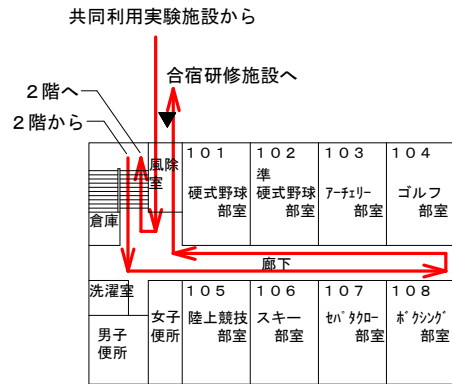 共同利用実験施設から
合宿研修施設へ
２階へ
２階から
風除
室
１０１
硬式野球
部室
１０２
準
硬式野球
部室
１０３
ｱｰﾁｪﾘｰ
部室
１０４
ゴルフ
部室
倉庫
廊下
洗濯室
男子
便所
女子
便所
１０５
陸上競技
部室
１０６
スキー
部室
１０７
ｾﾊﾟﾀｸﾛｰ
部室
１０８
ﾎﾞｸｼﾝｸﾞ
部室